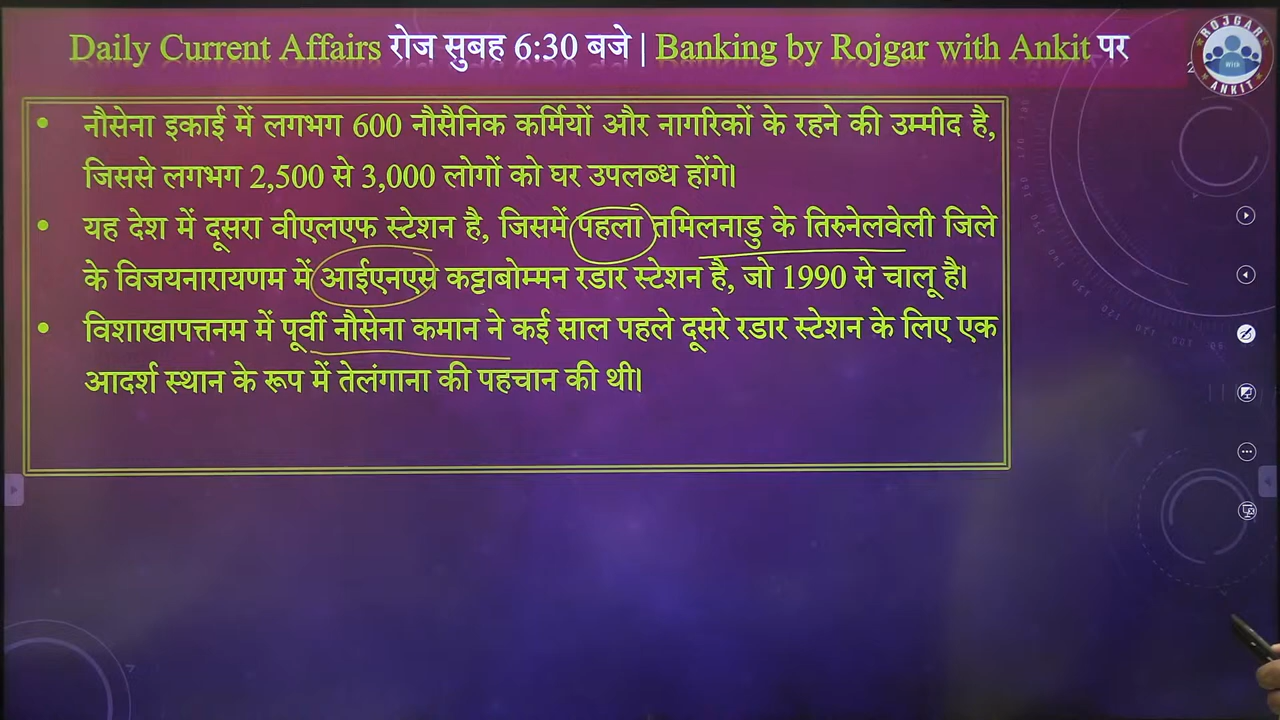 Daily Current Affairs रोज सुबह 6:30 बजे | Banking by Rojgar with Ankit पर
ROJGAR
With
ANKIT
नौसेना इकाई में लगभग 600 नौसैनिक कर्मियों और नागरिकों के रहने की उम्मीद है,
जिससे लगभग 2,500 से 3,000 लोगों को घर उपलब्ध होंगे।
यह देश में दूसरा वीएलएफ स्टेशन है, जिसमें पहला तमिलनाडु के तिरुनेलवेली जिले
के विजयनारायणम में आईएनएस कट्टाबोम्मन रडार स्टेशन है, जो 1990 से चालू है।
विशाखापत्तनम में पूर्वी नौसेना कमान ने कई साल पहले दूसरे रडार स्टेशन के लिए एक
आदर्श स्थान के रूप में तेलंगाना की पहचान की थी।